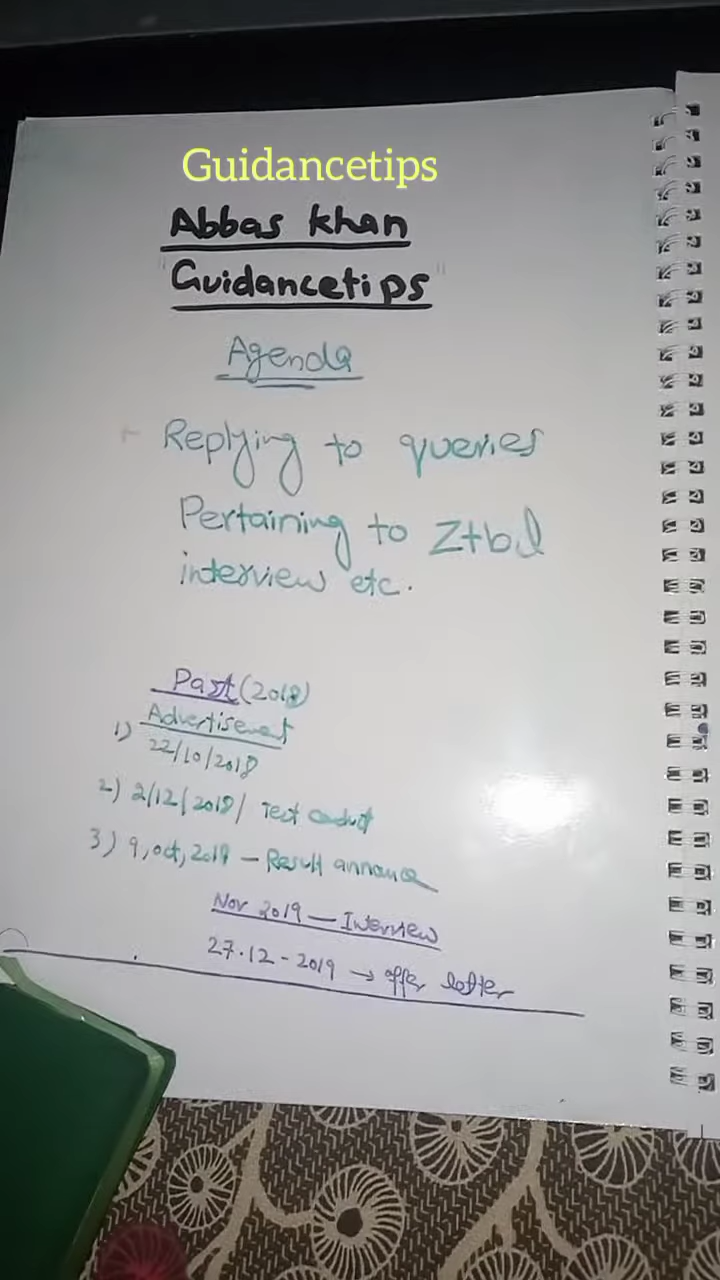 Guidancetips
Abbas khan
"Guidancetips"
Agenda
Replying to queries
Pertaining to Ztbl
interview etc.
Past (2018)
1) Advertisement
22/10/2018
2) 2/12/2018/ Test conduct
3) 9, oct, 2019 - Result announce
Nov 2019 - Interview
27.12-2019 → offer letter